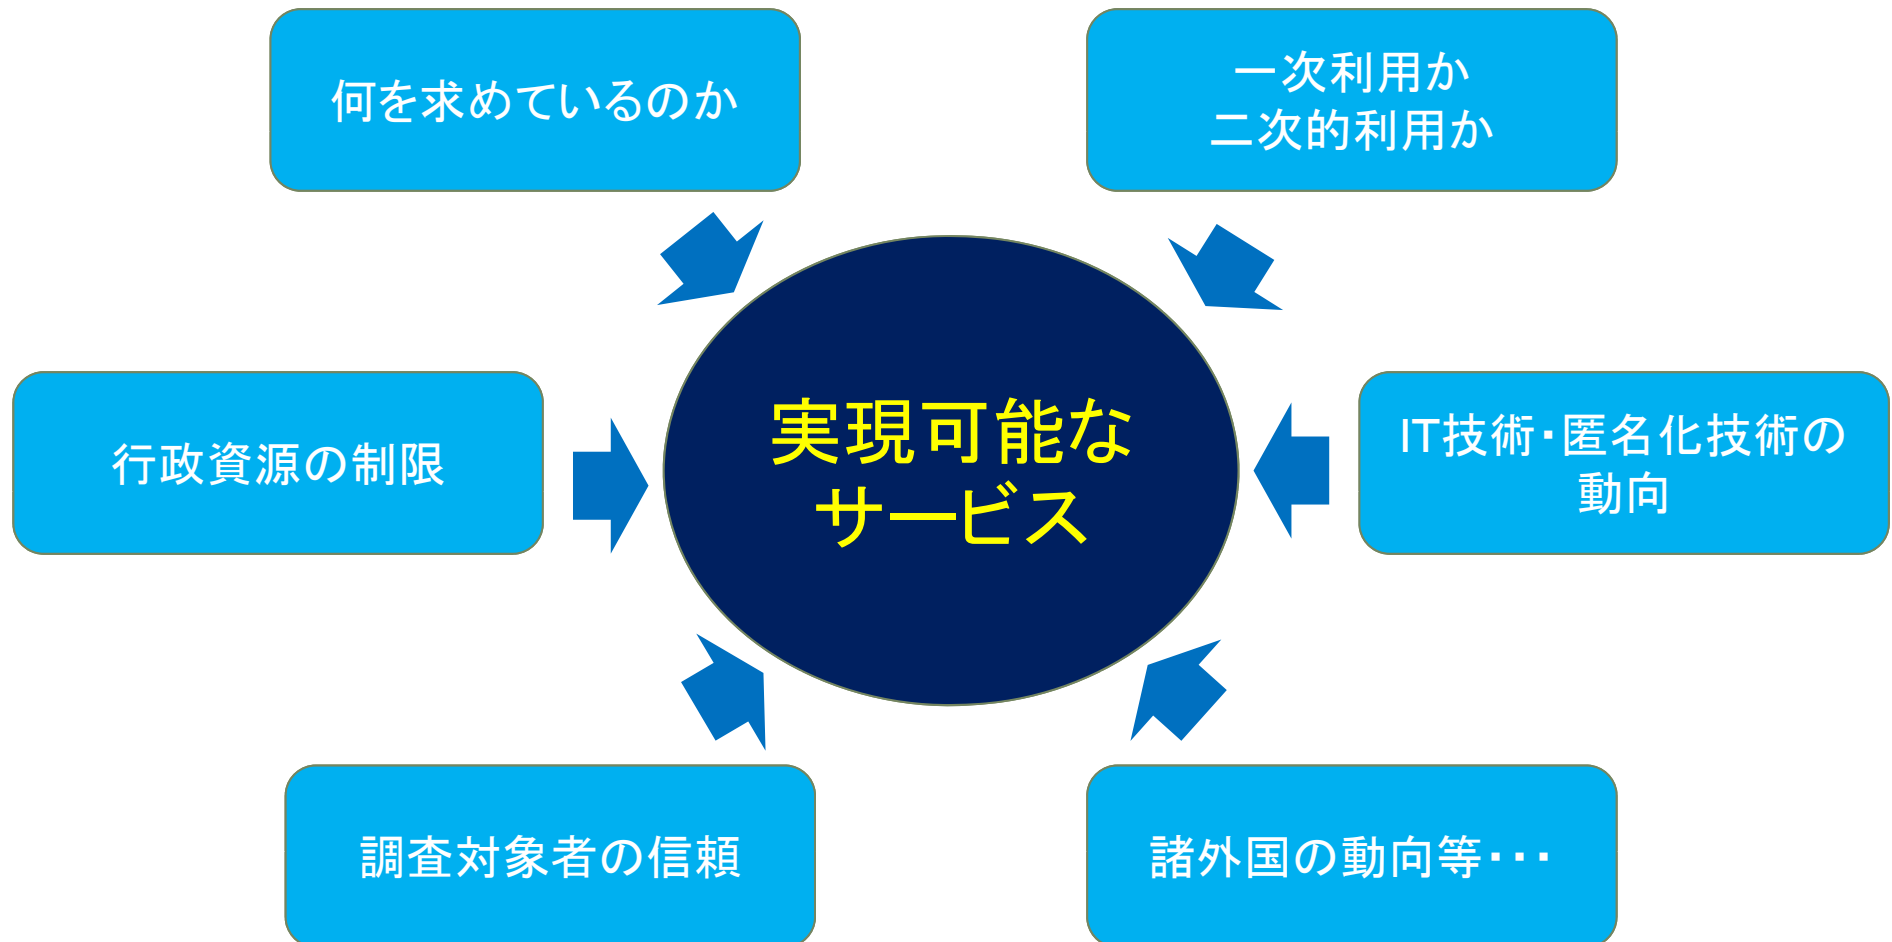 何を求めているのか
一次利用か
二次的利用か
実現可能な
サービス
行政資源の制限
IT技術・匿名化技術の
動向
調査対象者の信頼
諸外国の動向等・・・